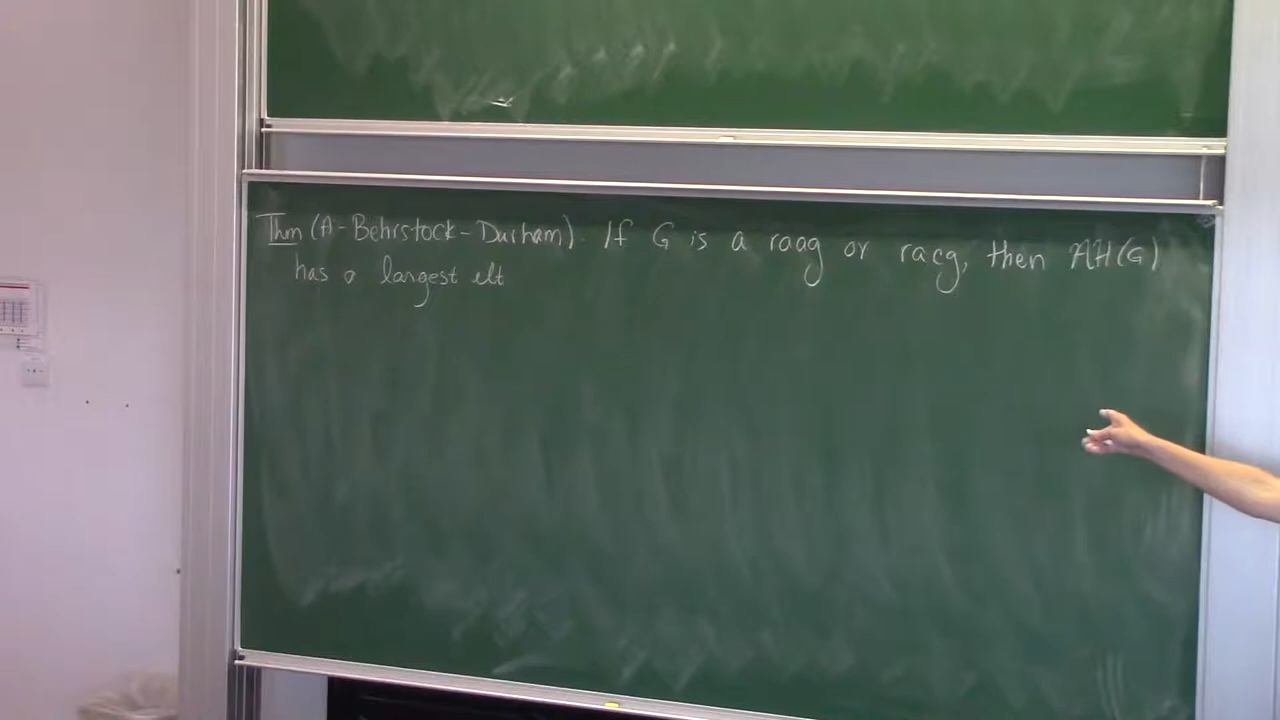 Thm (A-Behrstock-Durham). If G is a raag or racg, then AH(G)
has a largest elt